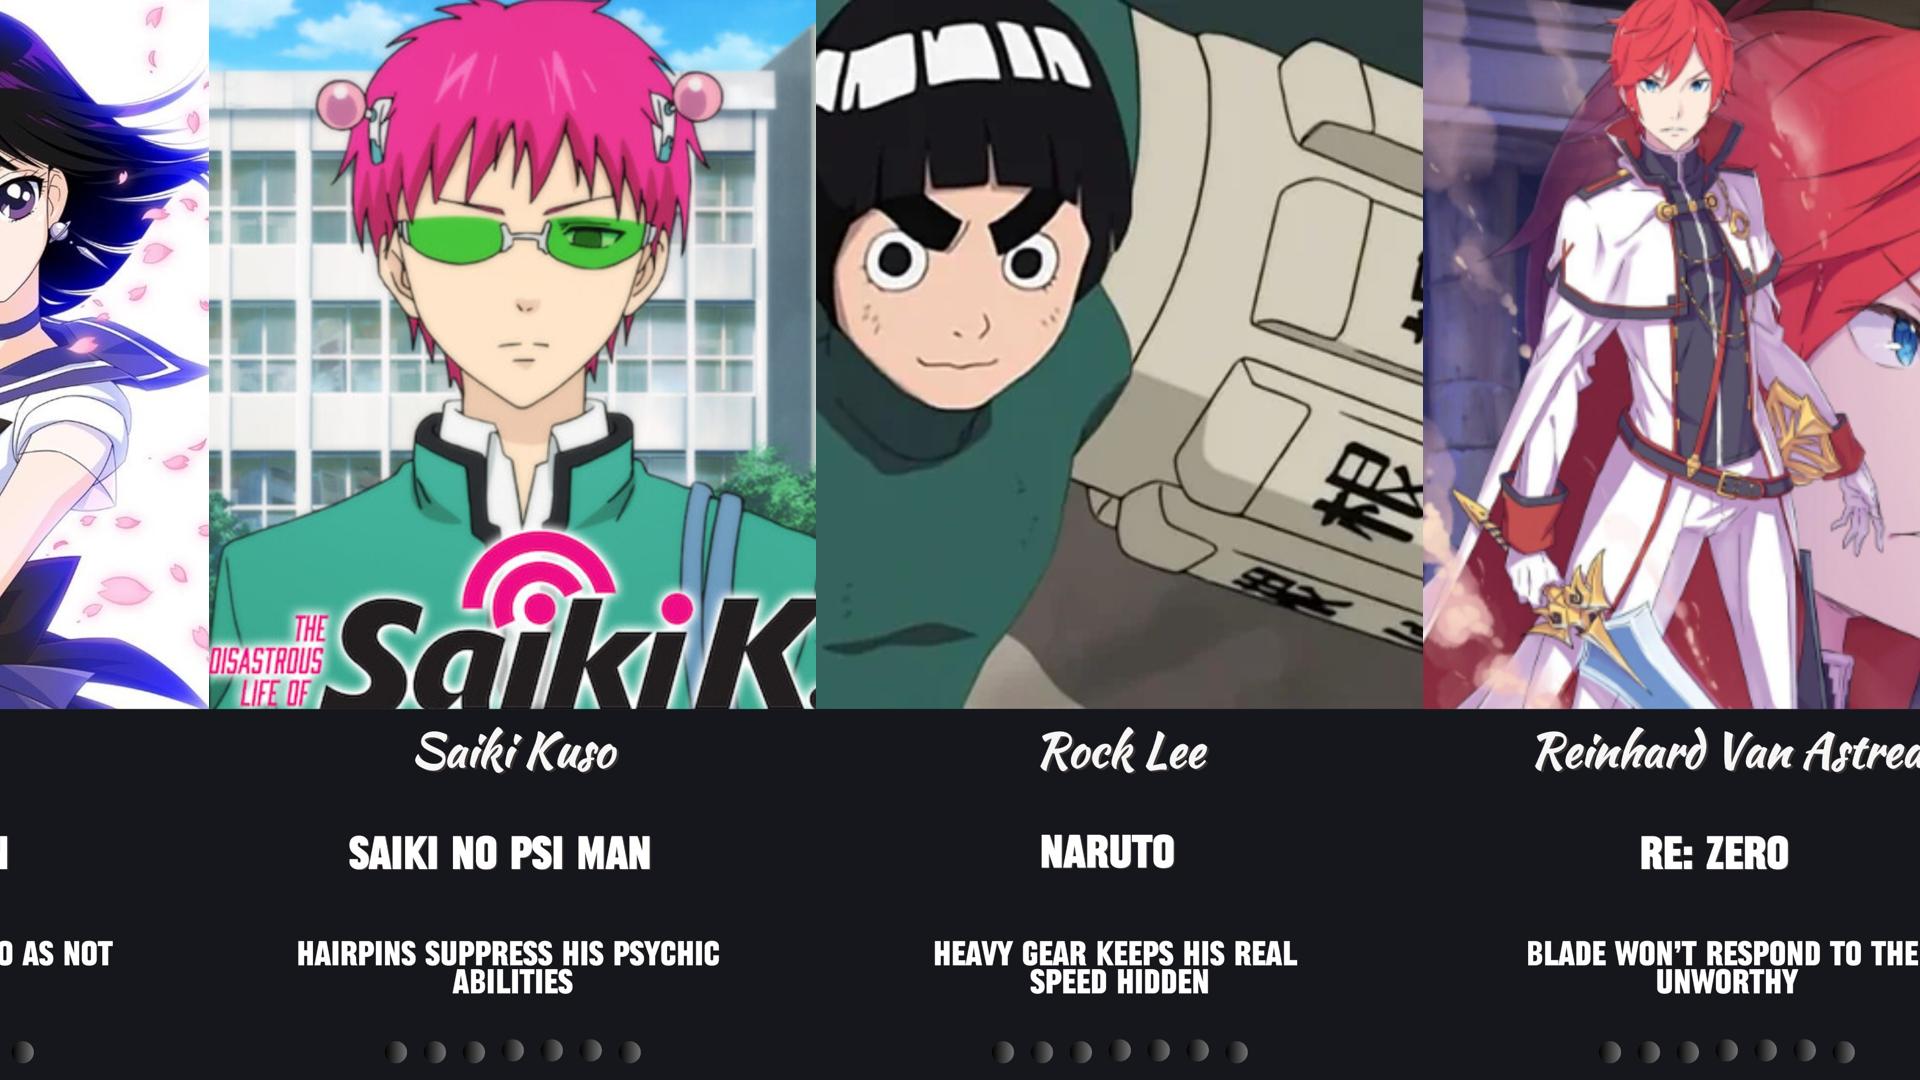 THE
DISASTROUS
LIFE OF
Saiki K.
根
Saiki Kuso
Rock Lee
Reinhard Van Astrea
SAIKI NO PSI MAN
NARUTO
RE: ZERO
O AS NOT
HAIRPINS SUPPRESS HIS PSYCHIC
ABILITIES
HEAVY GEAR KEEPS HIS REAL
SPEED HIDDEN
BLADE WON'T RESPOND TO THE
UNWORTHY